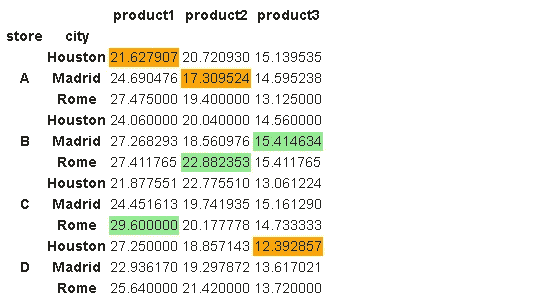 product1 product2 product3
store city
Houston 21.627907 20.720930 15.139535
A Madrid 24.690476 17.309524 14.595238
Rome 27.475000 19.400000 13.125000
Houston 24.060000 20.040000 14.560000
B Madrid 27.268293 18.560976 15.414634
Rome 27.411765 22.882353 15.411765
Houston 21.877551 22.775510 13.061224
C Madrid 24.451613 19.741935 15.161290
Rome 29.600000 20.177778 14.733333
Houston 27.250000 18.857143 12.392857
D Madrid 22.936170 19.297872 13.617021
Rome 25.640000 21.420000 13.720000